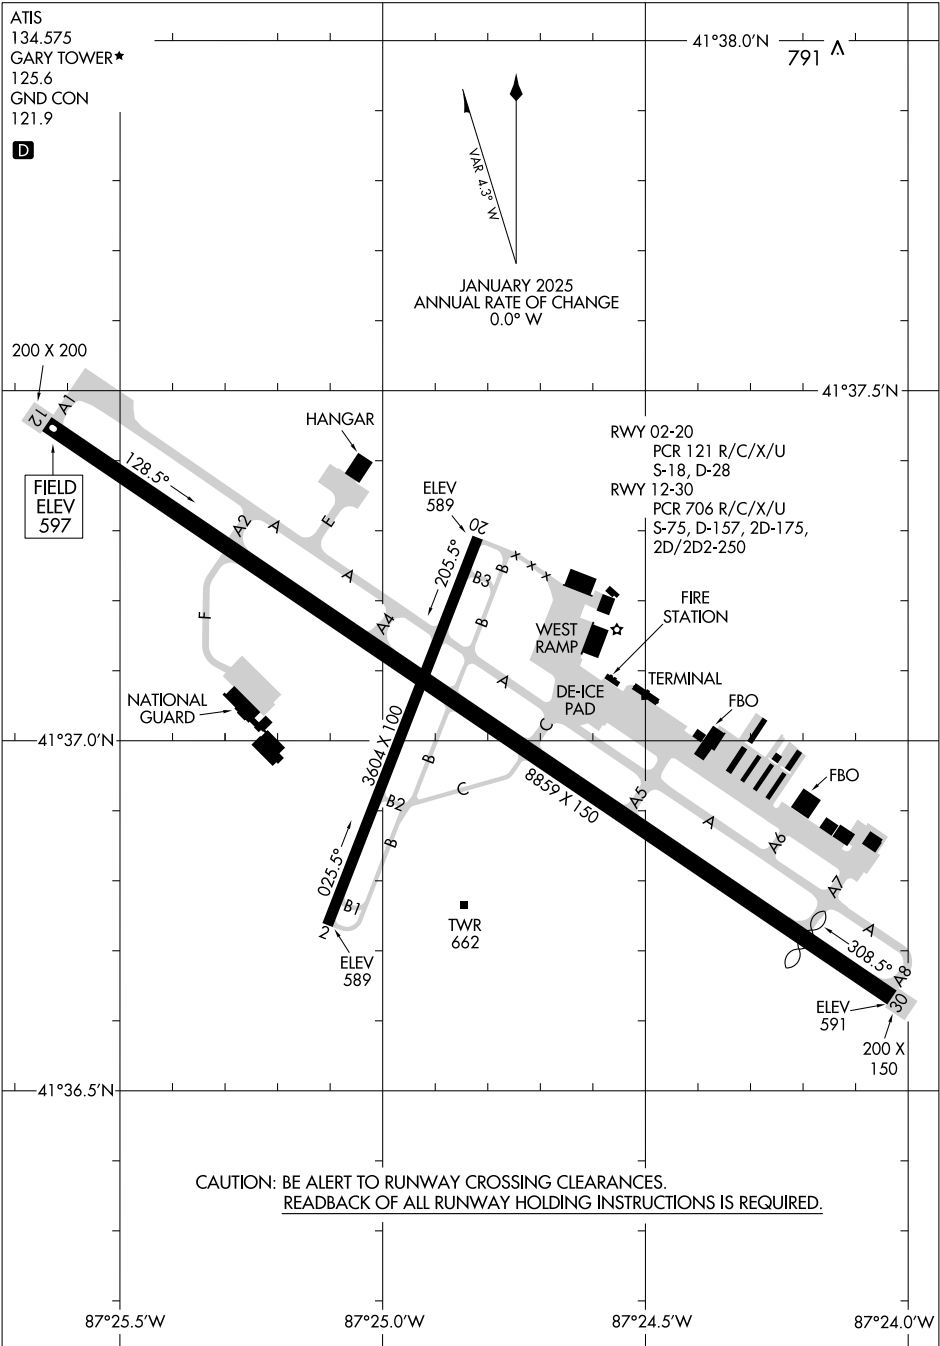 ATIS
134.575
GARY TOWER★
125.6
GND CON
121.9
D
41°38.0'N
791
VAR 4.3° W
JANUARY 2025
ANNUAL RATE OF CHANGE
0.0° W
200 X 200
41°37.5'N
12
A1
HANGAR
RWY 02-20
PCR 121 R/C/X/U
S-18, D-28
RWY 12-30
PCR 706 R/C/X/U
S-75, D-157, 2D-175,
2D/2D2-250
128.5°
FIELD
ELEV
597
ELEV
589
20
A2
A
E
205.5°
B
X X X
B3
A
F
A4
B
FIRE
STATION
WEST
RAMP
TERMINAL
A
DE-ICE
PAD
NATIONAL
GUARD
FBO
C
41°37.0'N
3604 X 100
B
8859 X 150
FBO
C
B2
A5
A
B
A6
025.5°
A7
B1
TWR
662
2
A
308.5°
ELEV
589
A8
30
ELEV
591
200 X
150
41°36.5'N
CAUTION: BE ALERT TO RUNWAY CROSSING CLEARANCES.
READBACK OF ALL RUNWAY HOLDING INSTRUCTIONS IS REQUIRED.
87°25.5'W
87°25.0'W
87°24.5'W
87°24.0'W